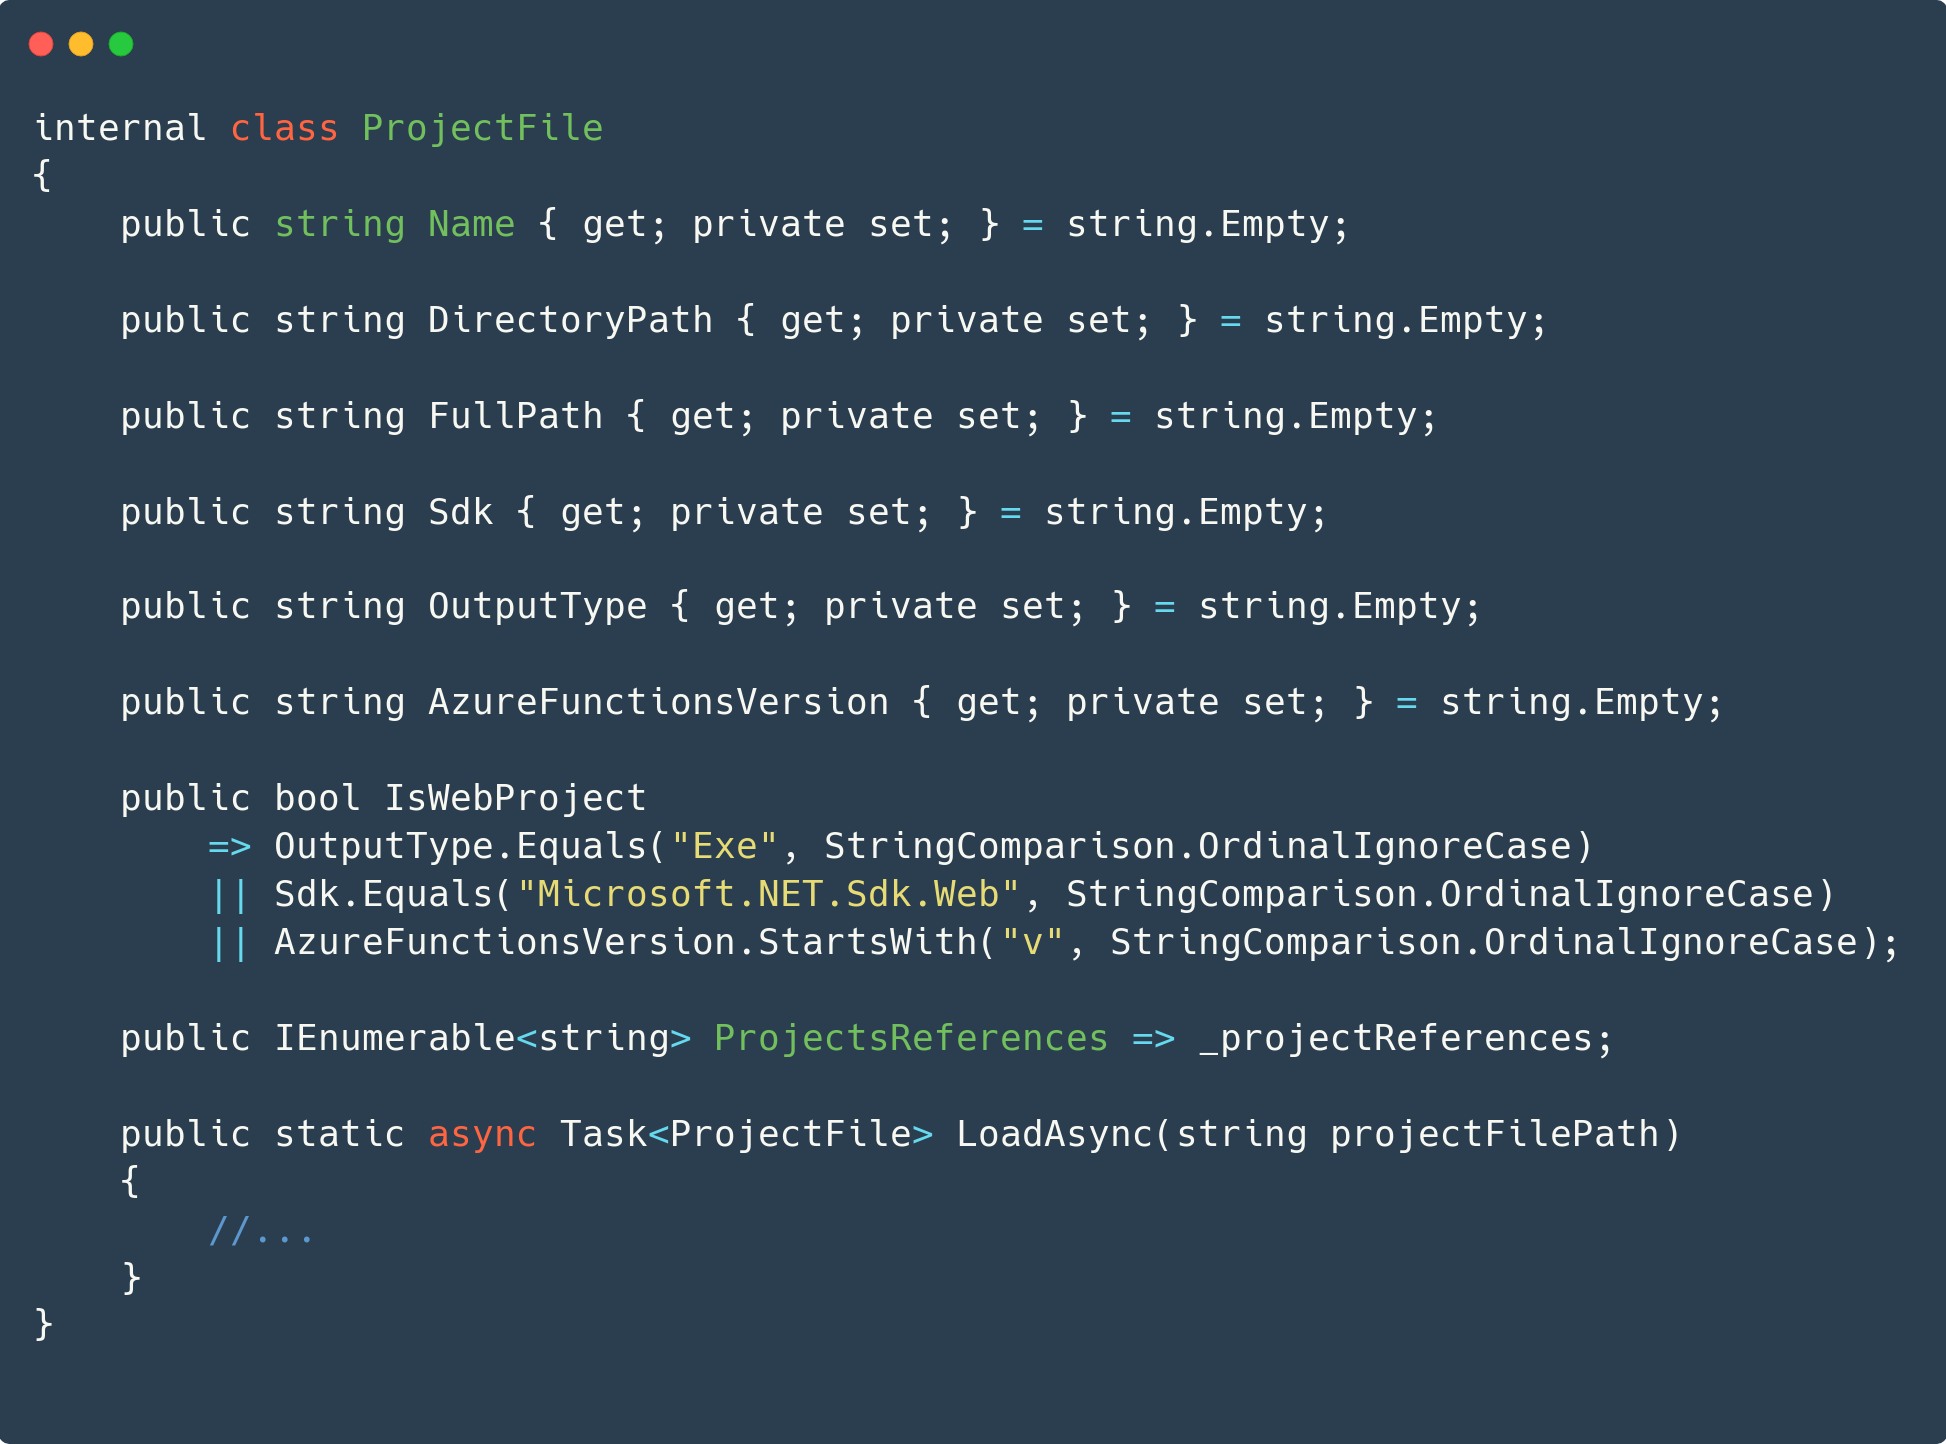 internal class ProjectFile
{
    public string Name { get; private set; } = string.Empty;

    public string DirectoryPath { get; private set; } = string.Empty;

    public string FullPath { get; private set; } = string.Empty;

    public string Sdk { get; private set; } = string.Empty;

    public string OutputType { get; private set; } = string.Empty;

    public string AzureFunctionsVersion { get; private set; } = string.Empty;

    public bool IsWebProject
        => OutputType.Equals("Exe", StringComparison.OrdinalIgnoreCase)
        || Sdk.Equals("Microsoft.NET.Sdk.Web", StringComparison.OrdinalIgnoreCase)
        || AzureFunctionsVersion.StartsWith("v", StringComparison.OrdinalIgnoreCase);

    public IEnumerable<string> ProjectsReferences => _projectReferences;

    public static async Task<ProjectFile> LoadAsync(string projectFilePath)
    {
        //...
    }
}